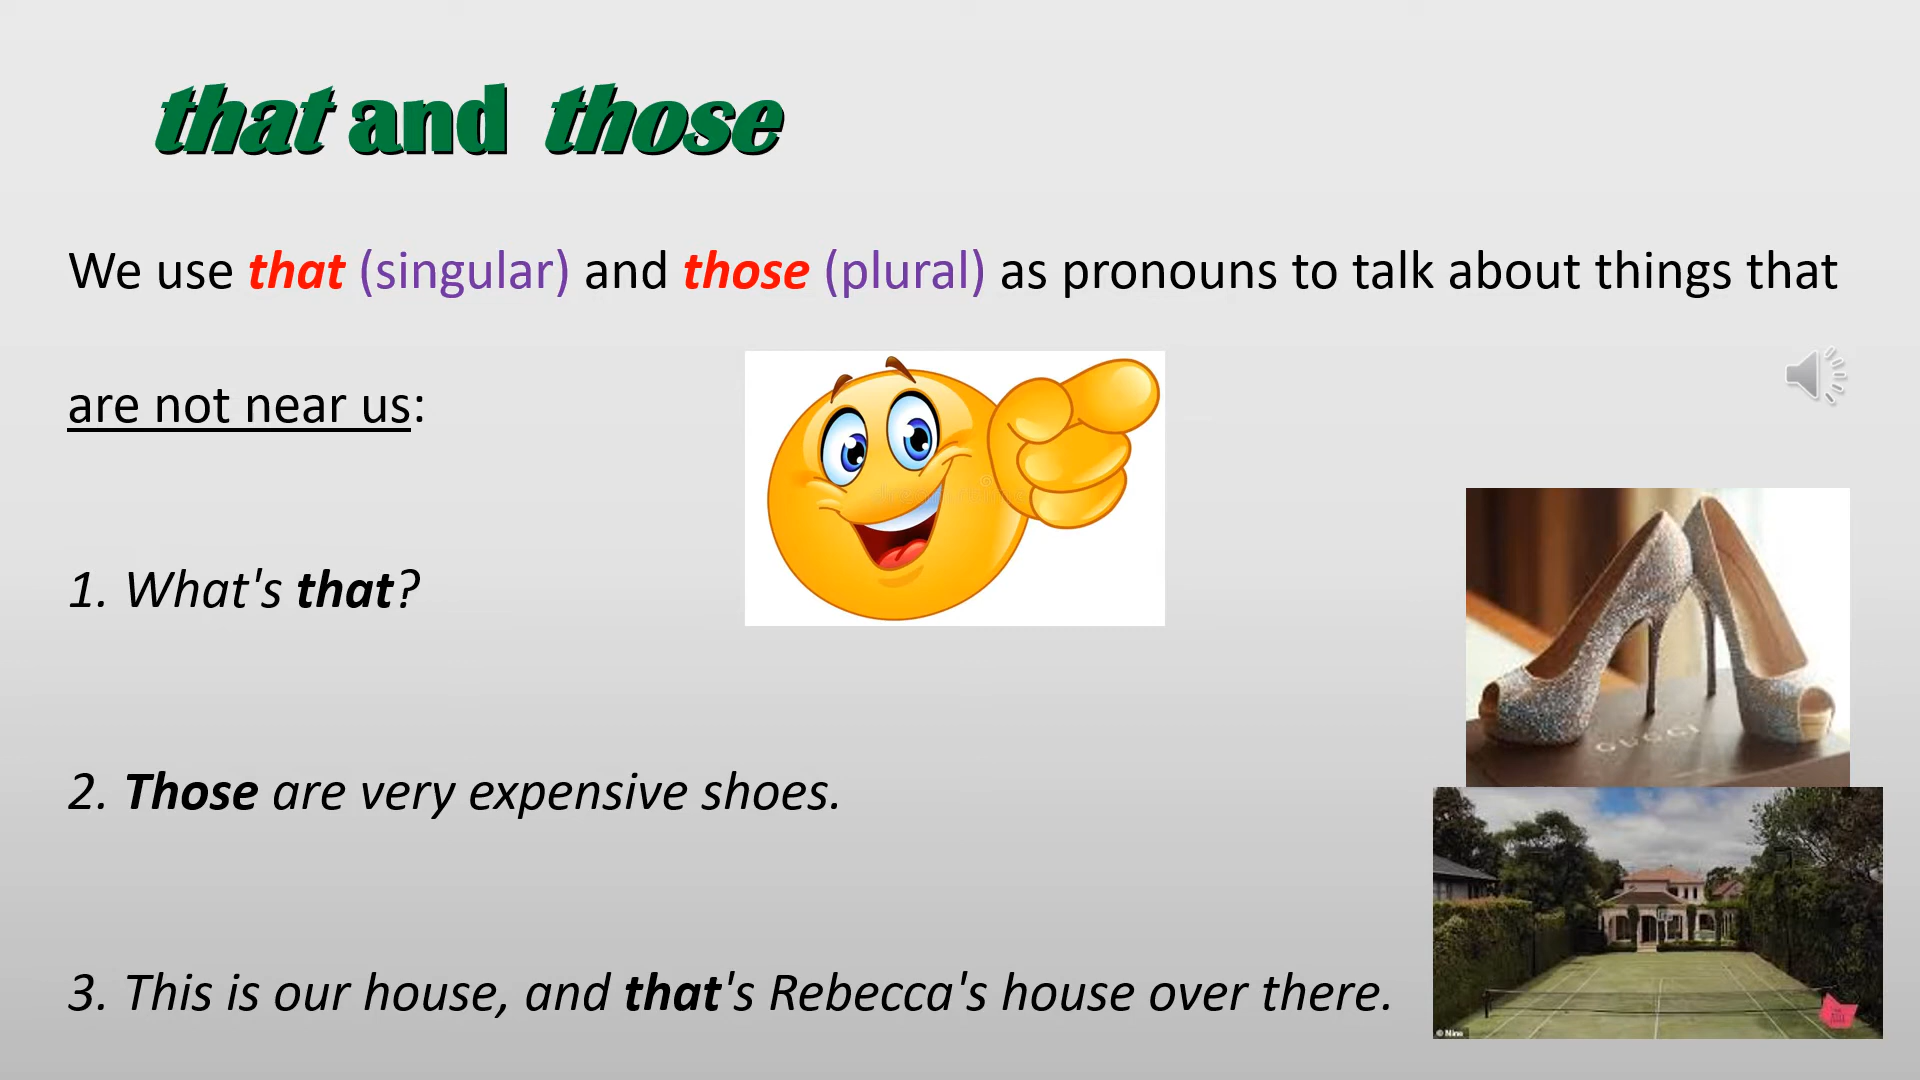 that and those
We use that (singular) and those (plural) as pronouns to talk about things that
are not near us:
1. What's that?
GUCCI
2. Those are very expensive shoes.
3. This is our house, and that's Rebecca's house over there.
© Nine